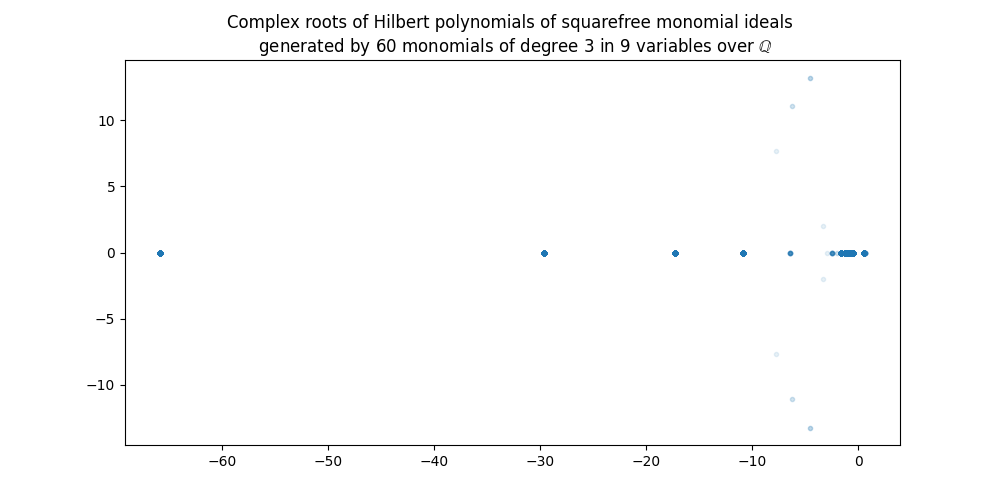 Complex roots of Hilbert polynomials of squarefree monomial ideals
generated by 60 monomials of degree 3 in 9 variables over ℚ
10
5
0
−5
−10
−60 −50 −40 −30 −20 −10 0